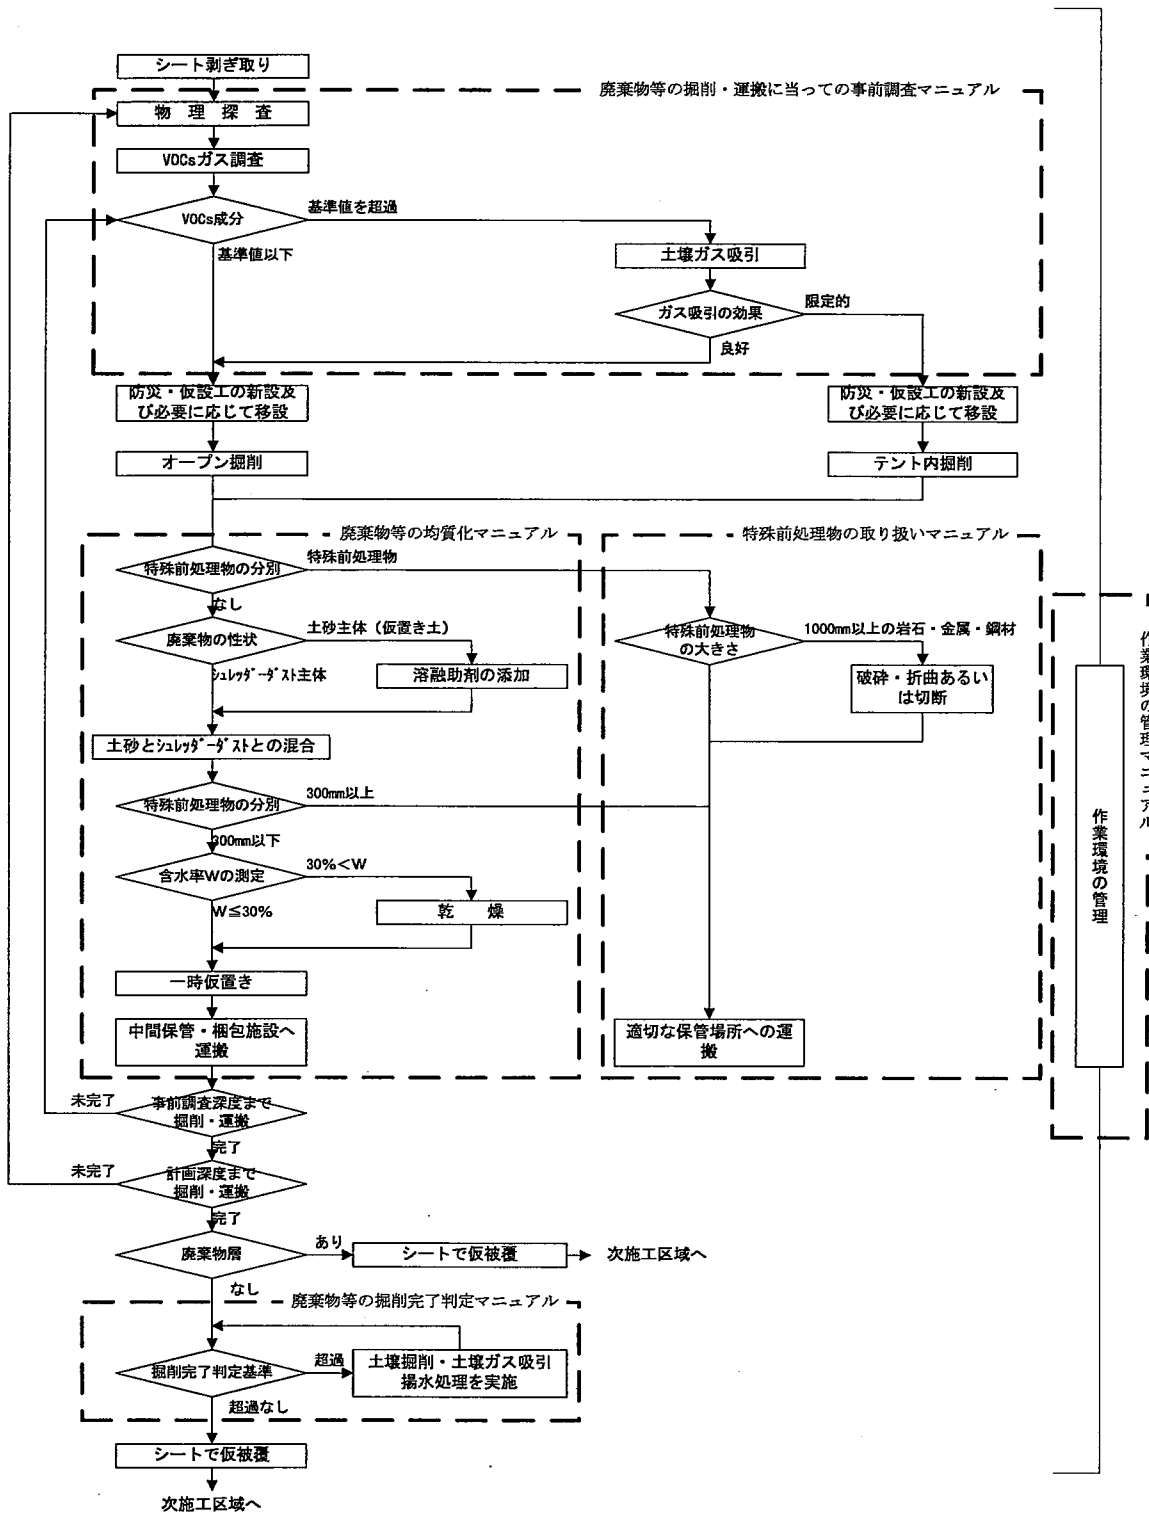 シート剥ぎ取り
廃棄物等の掘削・運搬に当っての事前調査マニュアル
物 理 探 査
VOCsガス調査
VOCs成分
基準値を超過
基準値以下
土壌ガス吸引
ガス吸引の効果
限定的
良好
防災・仮設工の新設及
び必要に応じて移設
防災・仮設工の新設及
び必要に応じて移設
オープン掘削
テント内掘削
廃棄物等の均質化マニュアル
特殊前処理物の取り扱いマニュアル
特殊前処理物の分別
特殊前処理物
なし
廃棄物の性状
土砂主体（仮置き土）
シュレッダーダスト主体
溶融助剤の添加
特殊前処理物
の大きさ
1000mm以上の岩石・金属・鋼材
破砕・折曲あるい
は切断
土砂とシュレッダーダストとの混合
特殊前処理物の分別
300mm以上
300mm以下
含水率Wの測定
30%＜W
W≦30%
乾 燥
一時仮置き
中間保管・梱包施設へ
運搬
適切な保管場所への運
搬
作業環境の管理マニュアル
作業環境の管理
事前調査深度まで
掘削・運搬
未完了
完了
計画深度まで
掘削・運搬
未完了
完了
廃棄物層
あり
シートで仮被覆
次施工区域へ
なし
廃棄物等の掘削完了判定マニュアル
掘削完了判定基準
超過
土壌掘削・土壌ガス吸引
揚水処理を実施
超過なし
シートで仮被覆
次施工区域へ